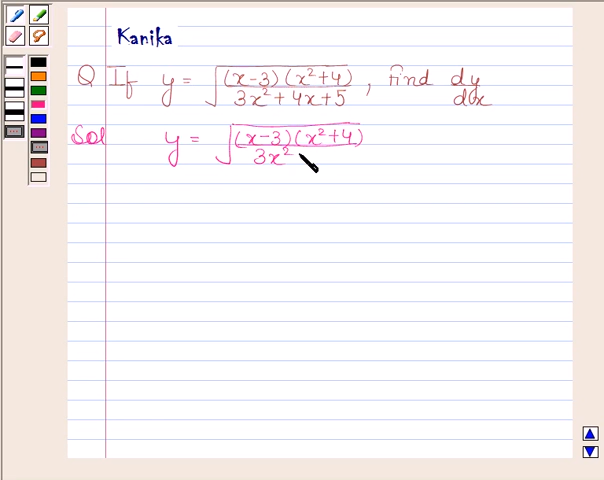 Kanika
Q If y = √((x-3)(x²+4) / 3x²+4x+5), find dy/dx
Sol y = √((x-3)(x²+4) / 3x²